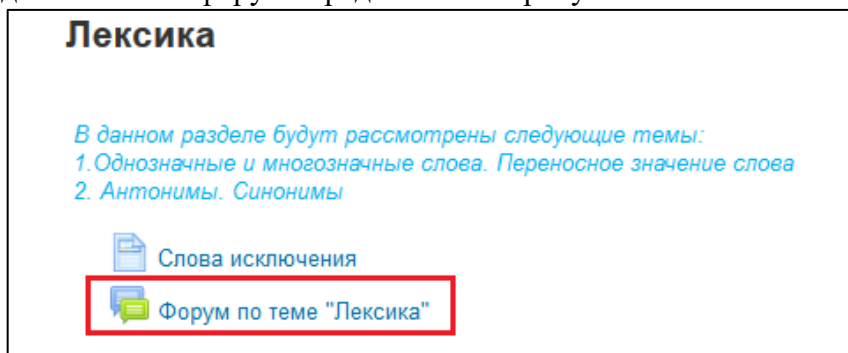 Лексика
В данном разделе будут рассмотрены следующие темы:
1.Однозначные и многозначные слова. Переносное значение слова
2. Антонимы. Синонимы
Слова исключения
Форум по теме "Лексика"